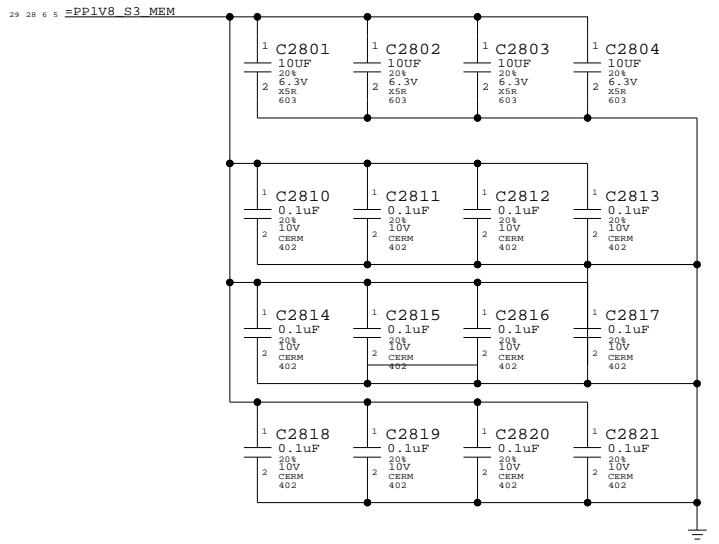 29 28 6 5 =PP1V8_S3_MEM
1 C2801 1 C2802 1 C2803 1 C2804
10UF 10UF 10UF 10UF
20% 20% 20% 20%
2 6.3V 2 6.3V 2 6.3V 2 6.3V
X5R X5R X5R X5R
603 603 603 603
1 C2810 1 C2811 1 C2812 1 C2813
0.1uF 0.1uF 0.1uF 0.1uF
20% 20% 20% 20%
2 10V 2 10V 2 10V 2 10V
CERM CERM CERM CERM
402 402 402 402
1 C2814 1 C2815 1 C2816 1 C2817
0.1uF 0.1uF 0.1uF 0.1uF
20% 20% 20% 20%
2 10V 2 10V 2 10V 2 10V
CERM CERM CERM CERM
402 402 402 402
1 C2818 1 C2819 1 C2820 1 C2821
0.1uF 0.1uF 0.1uF 0.1uF
20% 20% 20% 20%
2 10V 2 10V 2 10V 2 10V
CERM CERM CERM CERM
402 402 402 402